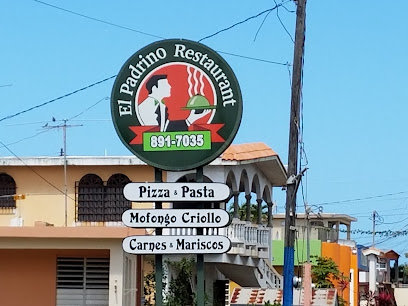 El Padrino Restaurant
891-7035
Pizza & Pasta
Mofongo Criollo
Carnes & Mariscos